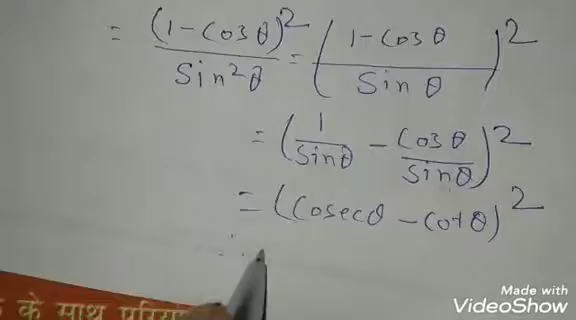 = (1 - Cosθ)² / Sin²θ = (1 - Cosθ / Sinθ)²
= (1 / Sinθ - Cosθ / Sinθ)²
= (Cosecθ - Cotθ)²
के साथ
Made with
VideoShow